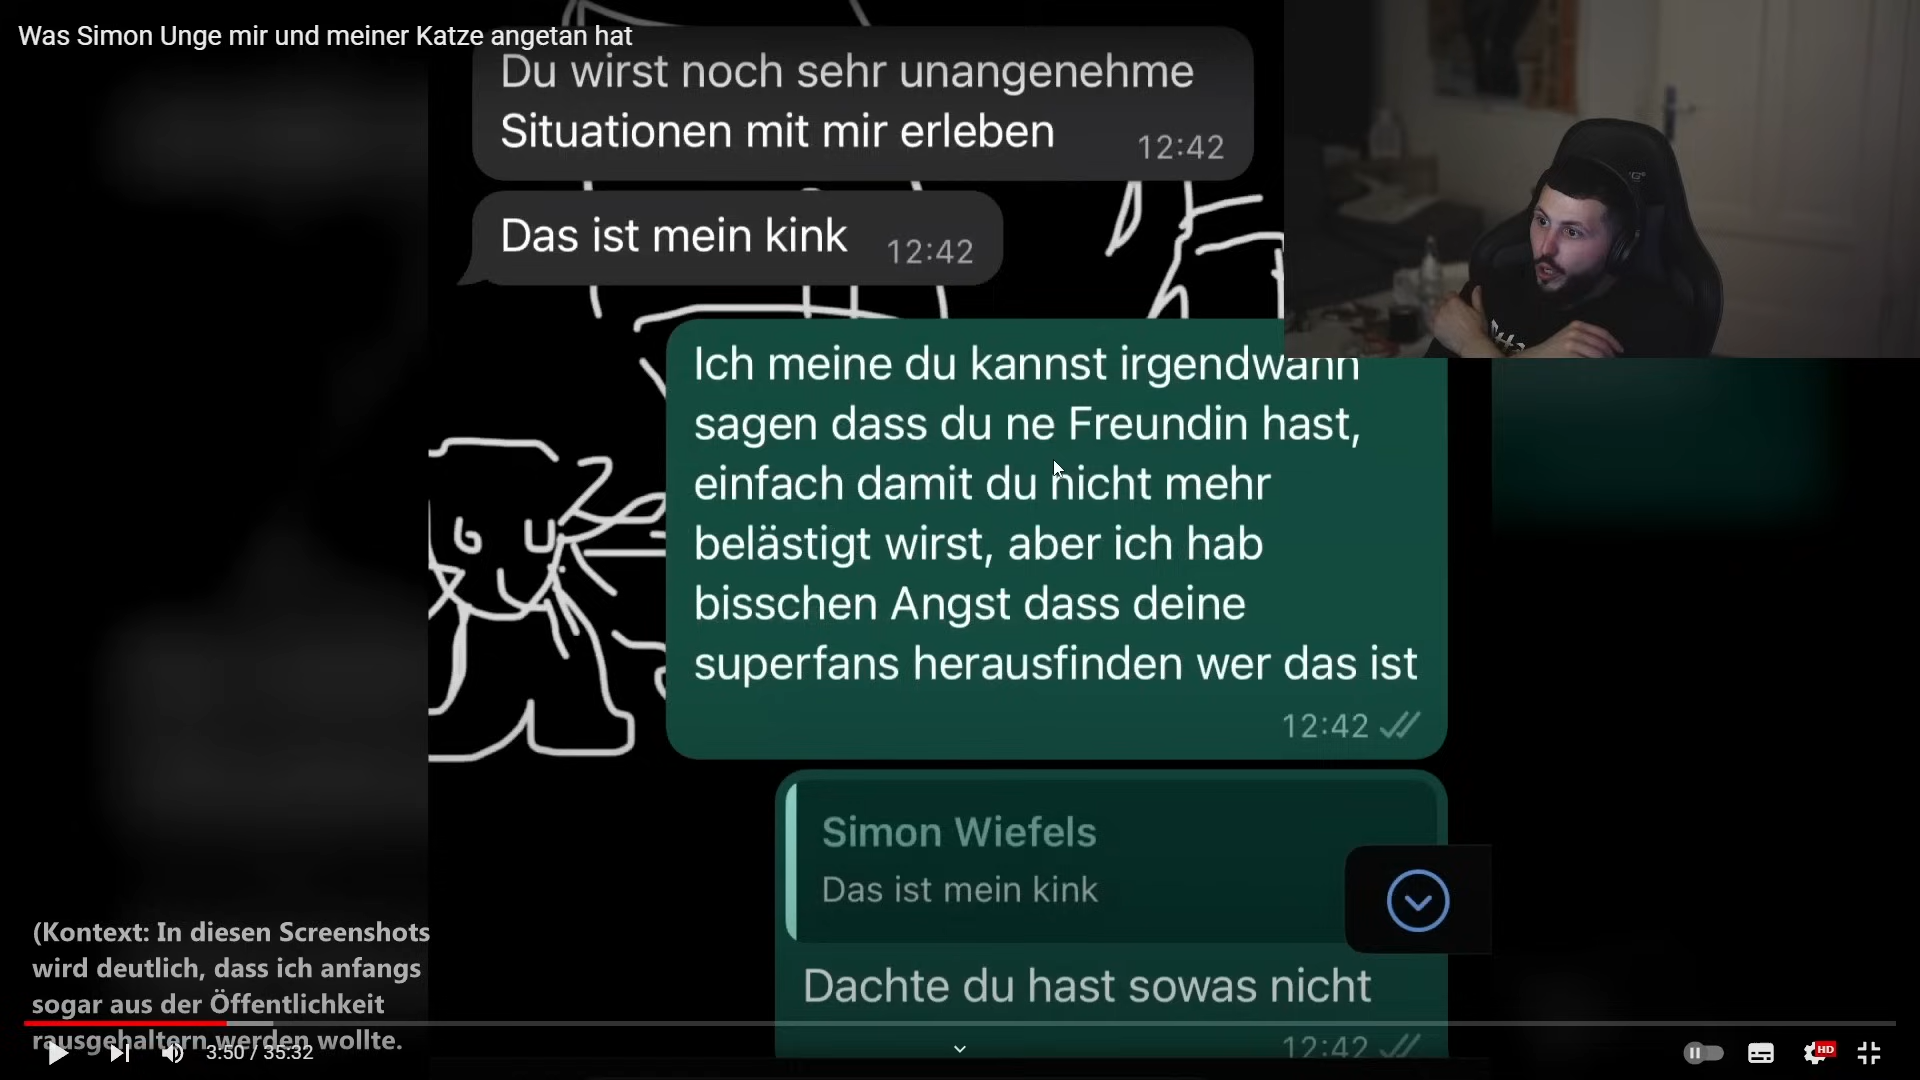 Was Simon Unge mir und meiner Katze angetan hat
Du wirst noch sehr unangenehme
Situationen mit mir erleben
12:42
Das ist mein kink
12:42
Ich meine du kannst irgendwann
sagen dass du ne Freundin hast,
einfach damit du nicht mehr
belästigt wirst, aber ich hab
bisschen Angst dass deine
superfans herausfinden wer das ist
12:42
Simon Wiefels
Das ist mein kink
Dachte du hast sowas nicht
12:42
(Kontext: In diesen Screenshots
wird deutlich, dass ich anfangs
sogar aus der Öffentlichkeit
rausgehaltern werden wollte.
3:50 / 35:32
HD